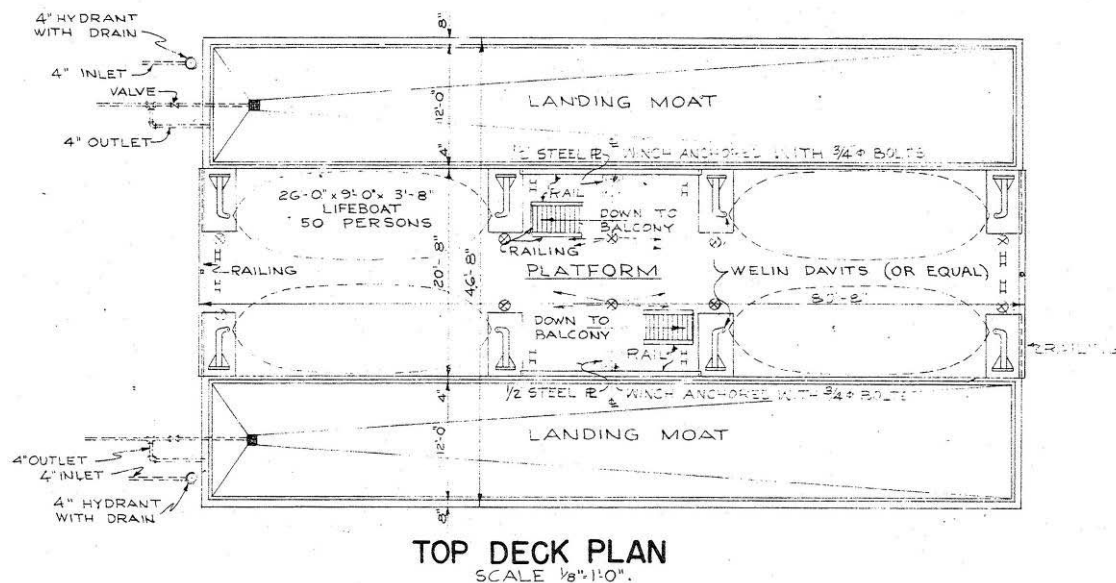 4" HYDRANT
WITH DRAIN
4" INLET
VALVE
4" OUTLET
8"
12'-0"
4"
LANDING MOAT
1/2 STEEL PL
WINCH ANCHORED WITH 3/4 Φ BOLTS
26'-0" x 9'-0" x 3'-8"
LIFEBOAT
50 PERSONS
RAIL
DOWN TO
BALCONY
RAILING
RAILING
PLATFORM
WELIN DAVITS (OR EQUAL)
20'-8"
46'-8"
DOWN TO
BALCONY
RAIL
RAILING
1/2 STEEL PL
WINCH ANCHORED WITH 3/4 Φ BOLTS
4"
12'-0"
8"
LANDING MOAT
4" OUTLET
4" INLET
4" HYDRANT
WITH DRAIN
TOP DECK PLAN
SCALE 1/8"=1'-0".